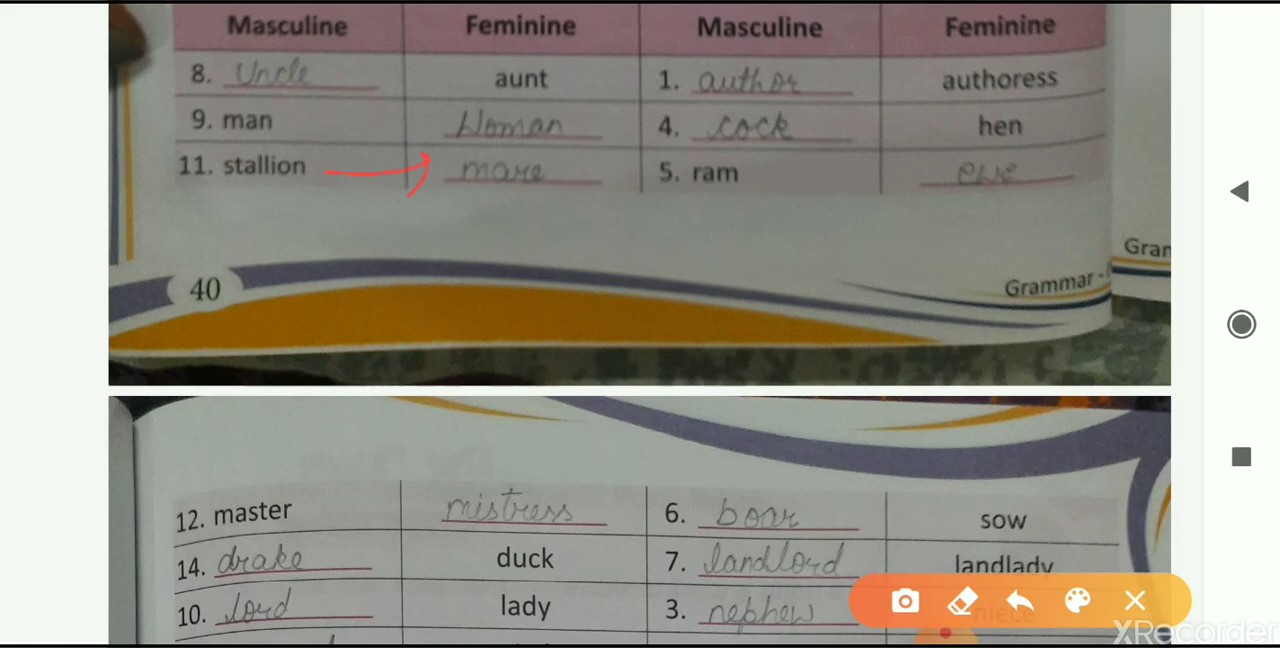 Masculine Feminine Masculine Feminine
8. Uncle aunt 1. author authoress
9. man Woman 4. cock hen
11. stallion mare 5. ram ewe
40 Grammar -
Gran
12. master mistress 6. boar sow
14. drake duck 7. landlord landlady
10. lord lady 3. nephew niece
XRecorder